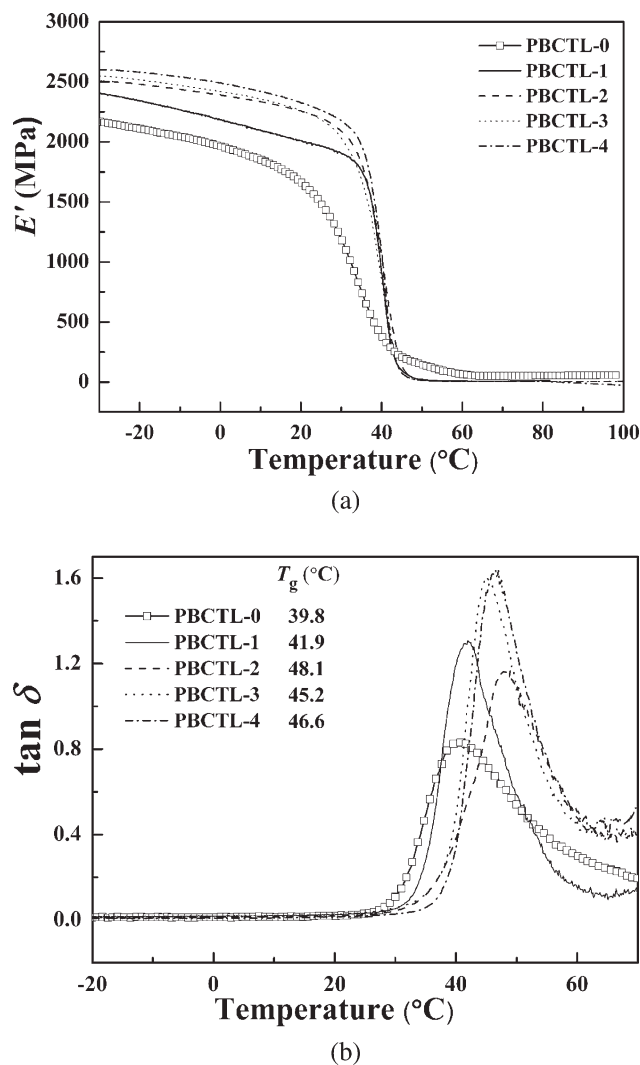 3000
2500
2000
1500
1000
500
0
E' (MPa)
PBCTL-0
PBCTL-1
PBCTL-2
PBCTL-3
PBCTL-4
-20 0 20 40 60 80 100
Temperature (°C)
(a)
1.6
1.2
0.8
0.4
0.0
tan δ
Tg (°C)
PBCTL-0 39.8
PBCTL-1 41.9
PBCTL-2 48.1
PBCTL-3 45.2
PBCTL-4 46.6
-20 0 20 40 60
Temperature (°C)
(b)